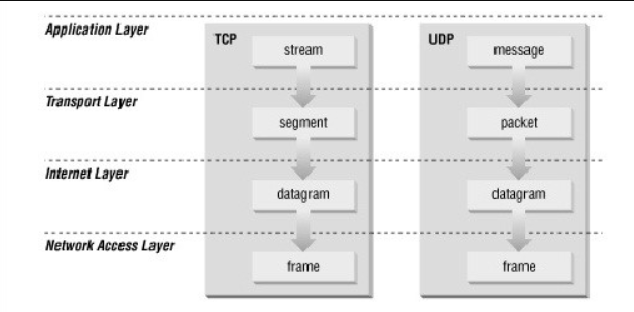 Application Layer
TCP
stream
UDP
message
Transport Layer
segment
packet
Internet Layer
datagram
datagram
Network Access Layer
frame
frame